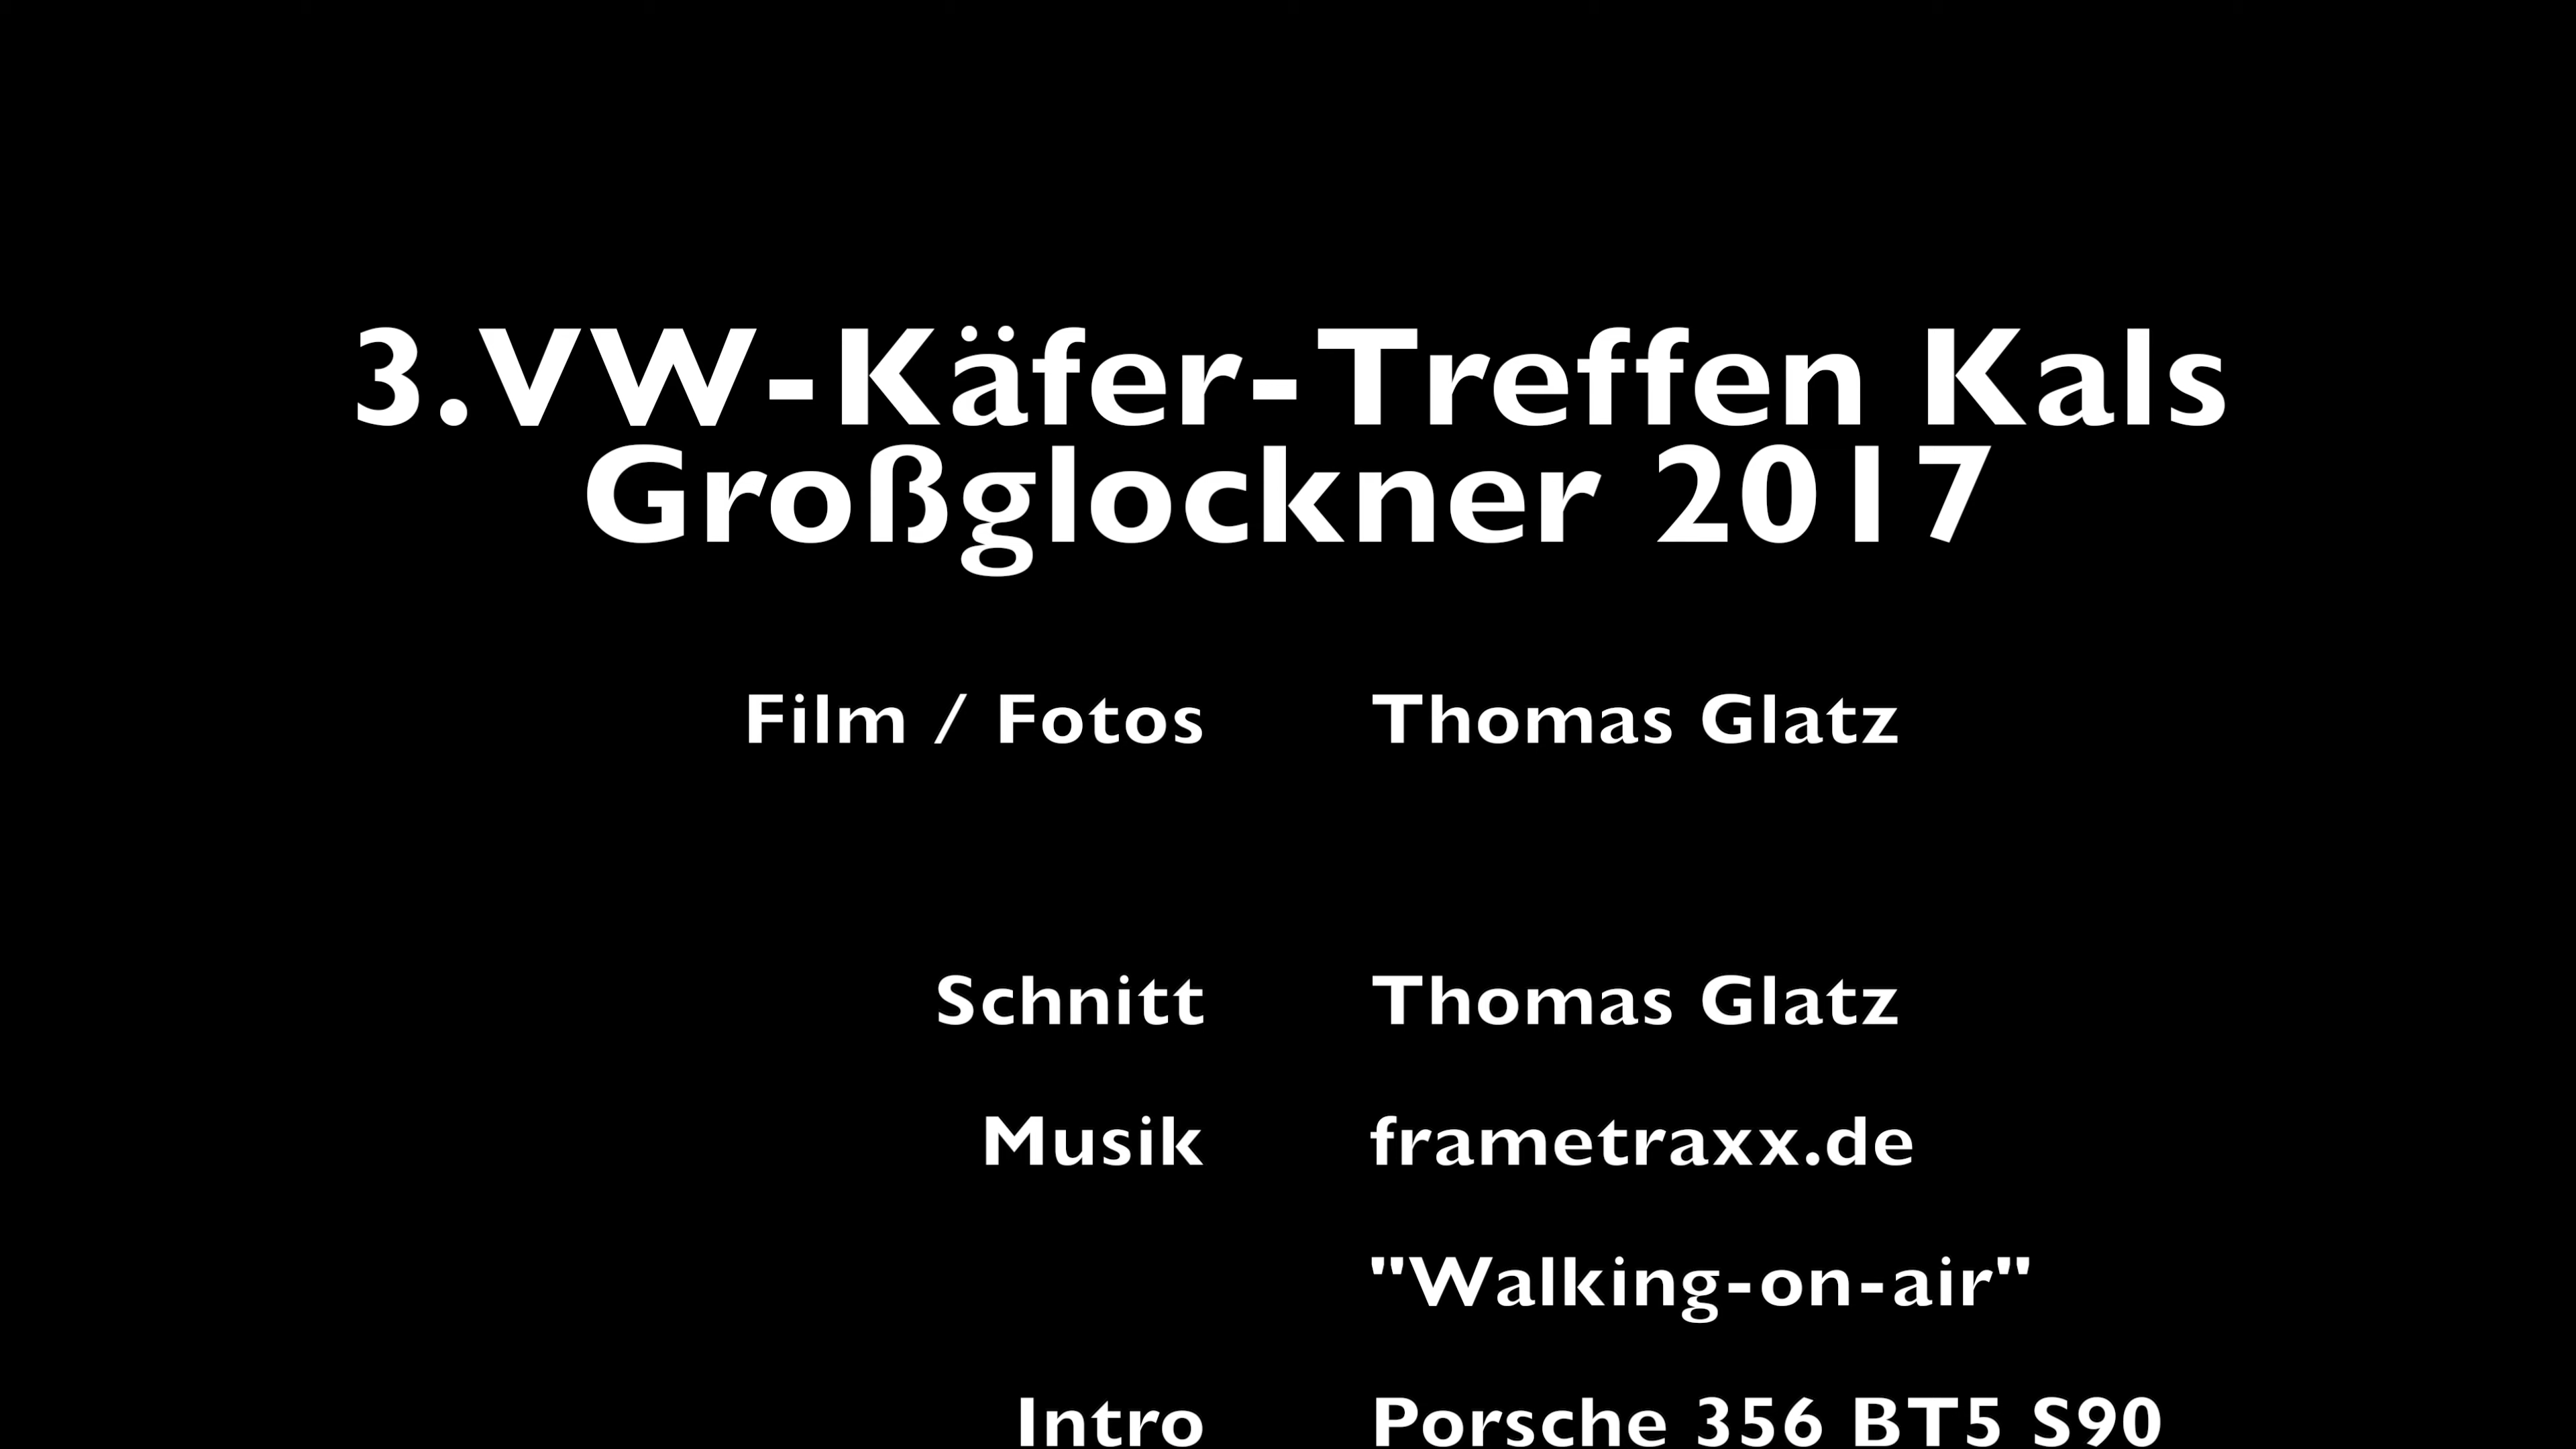 3.VW-Käfer-Treffen Kals
Großglockner 2017
Film / Fotos Thomas Glatz
Schnitt Thomas Glatz
Musik frametraxx.de
"Walking-on-air"
Intro Porsche 356 BT5 S90